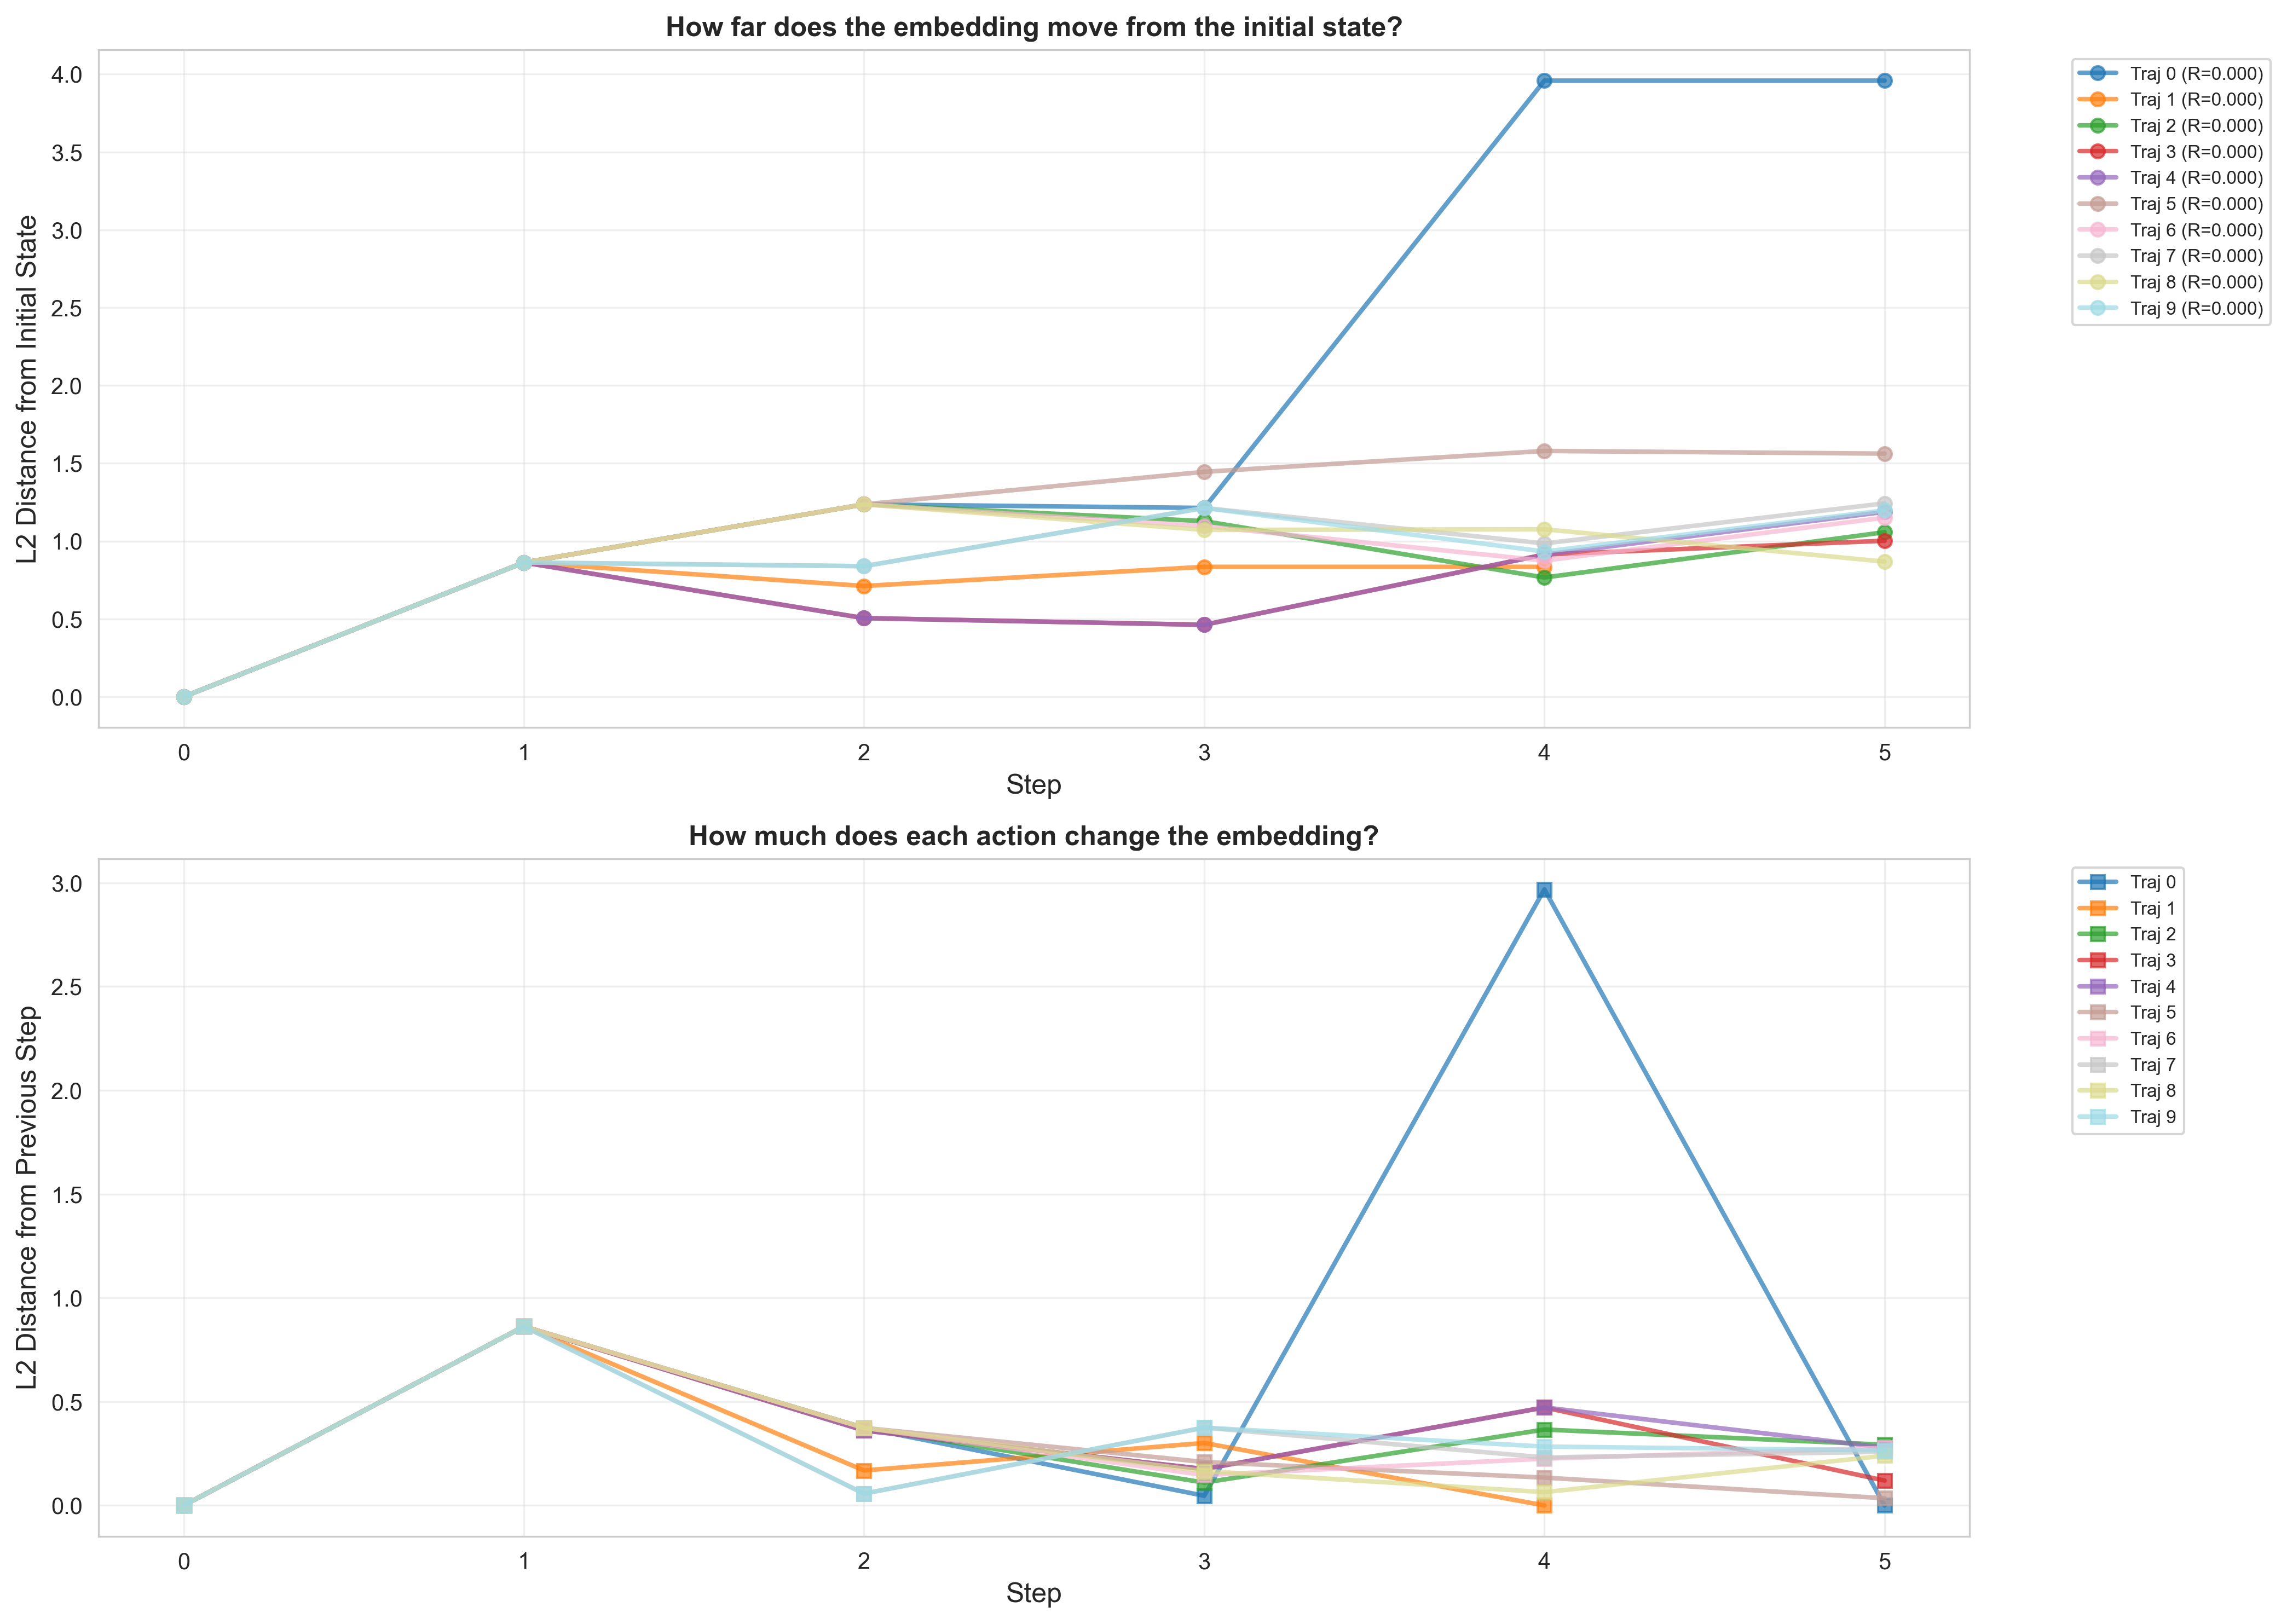 How far does the embedding move from the initial state?
L2 Distance from Initial State
4.0
3.5
3.0
2.5
2.0
1.5
1.0
0.5
0.0
0 1 2 3 4 5
Step
Traj 0 (R=0.000)
Traj 1 (R=0.000)
Traj 2 (R=0.000)
Traj 3 (R=0.000)
Traj 4 (R=0.000)
Traj 5 (R=0.000)
Traj 6 (R=0.000)
Traj 7 (R=0.000)
Traj 8 (R=0.000)
Traj 9 (R=0.000)
How much does each action change the embedding?
L2 Distance from Previous Step
3.0
2.5
2.0
1.5
1.0
0.5
0.0
0 1 2 3 4 5
Step
Traj 0
Traj 1
Traj 2
Traj 3
Traj 4
Traj 5
Traj 6
Traj 7
Traj 8
Traj 9